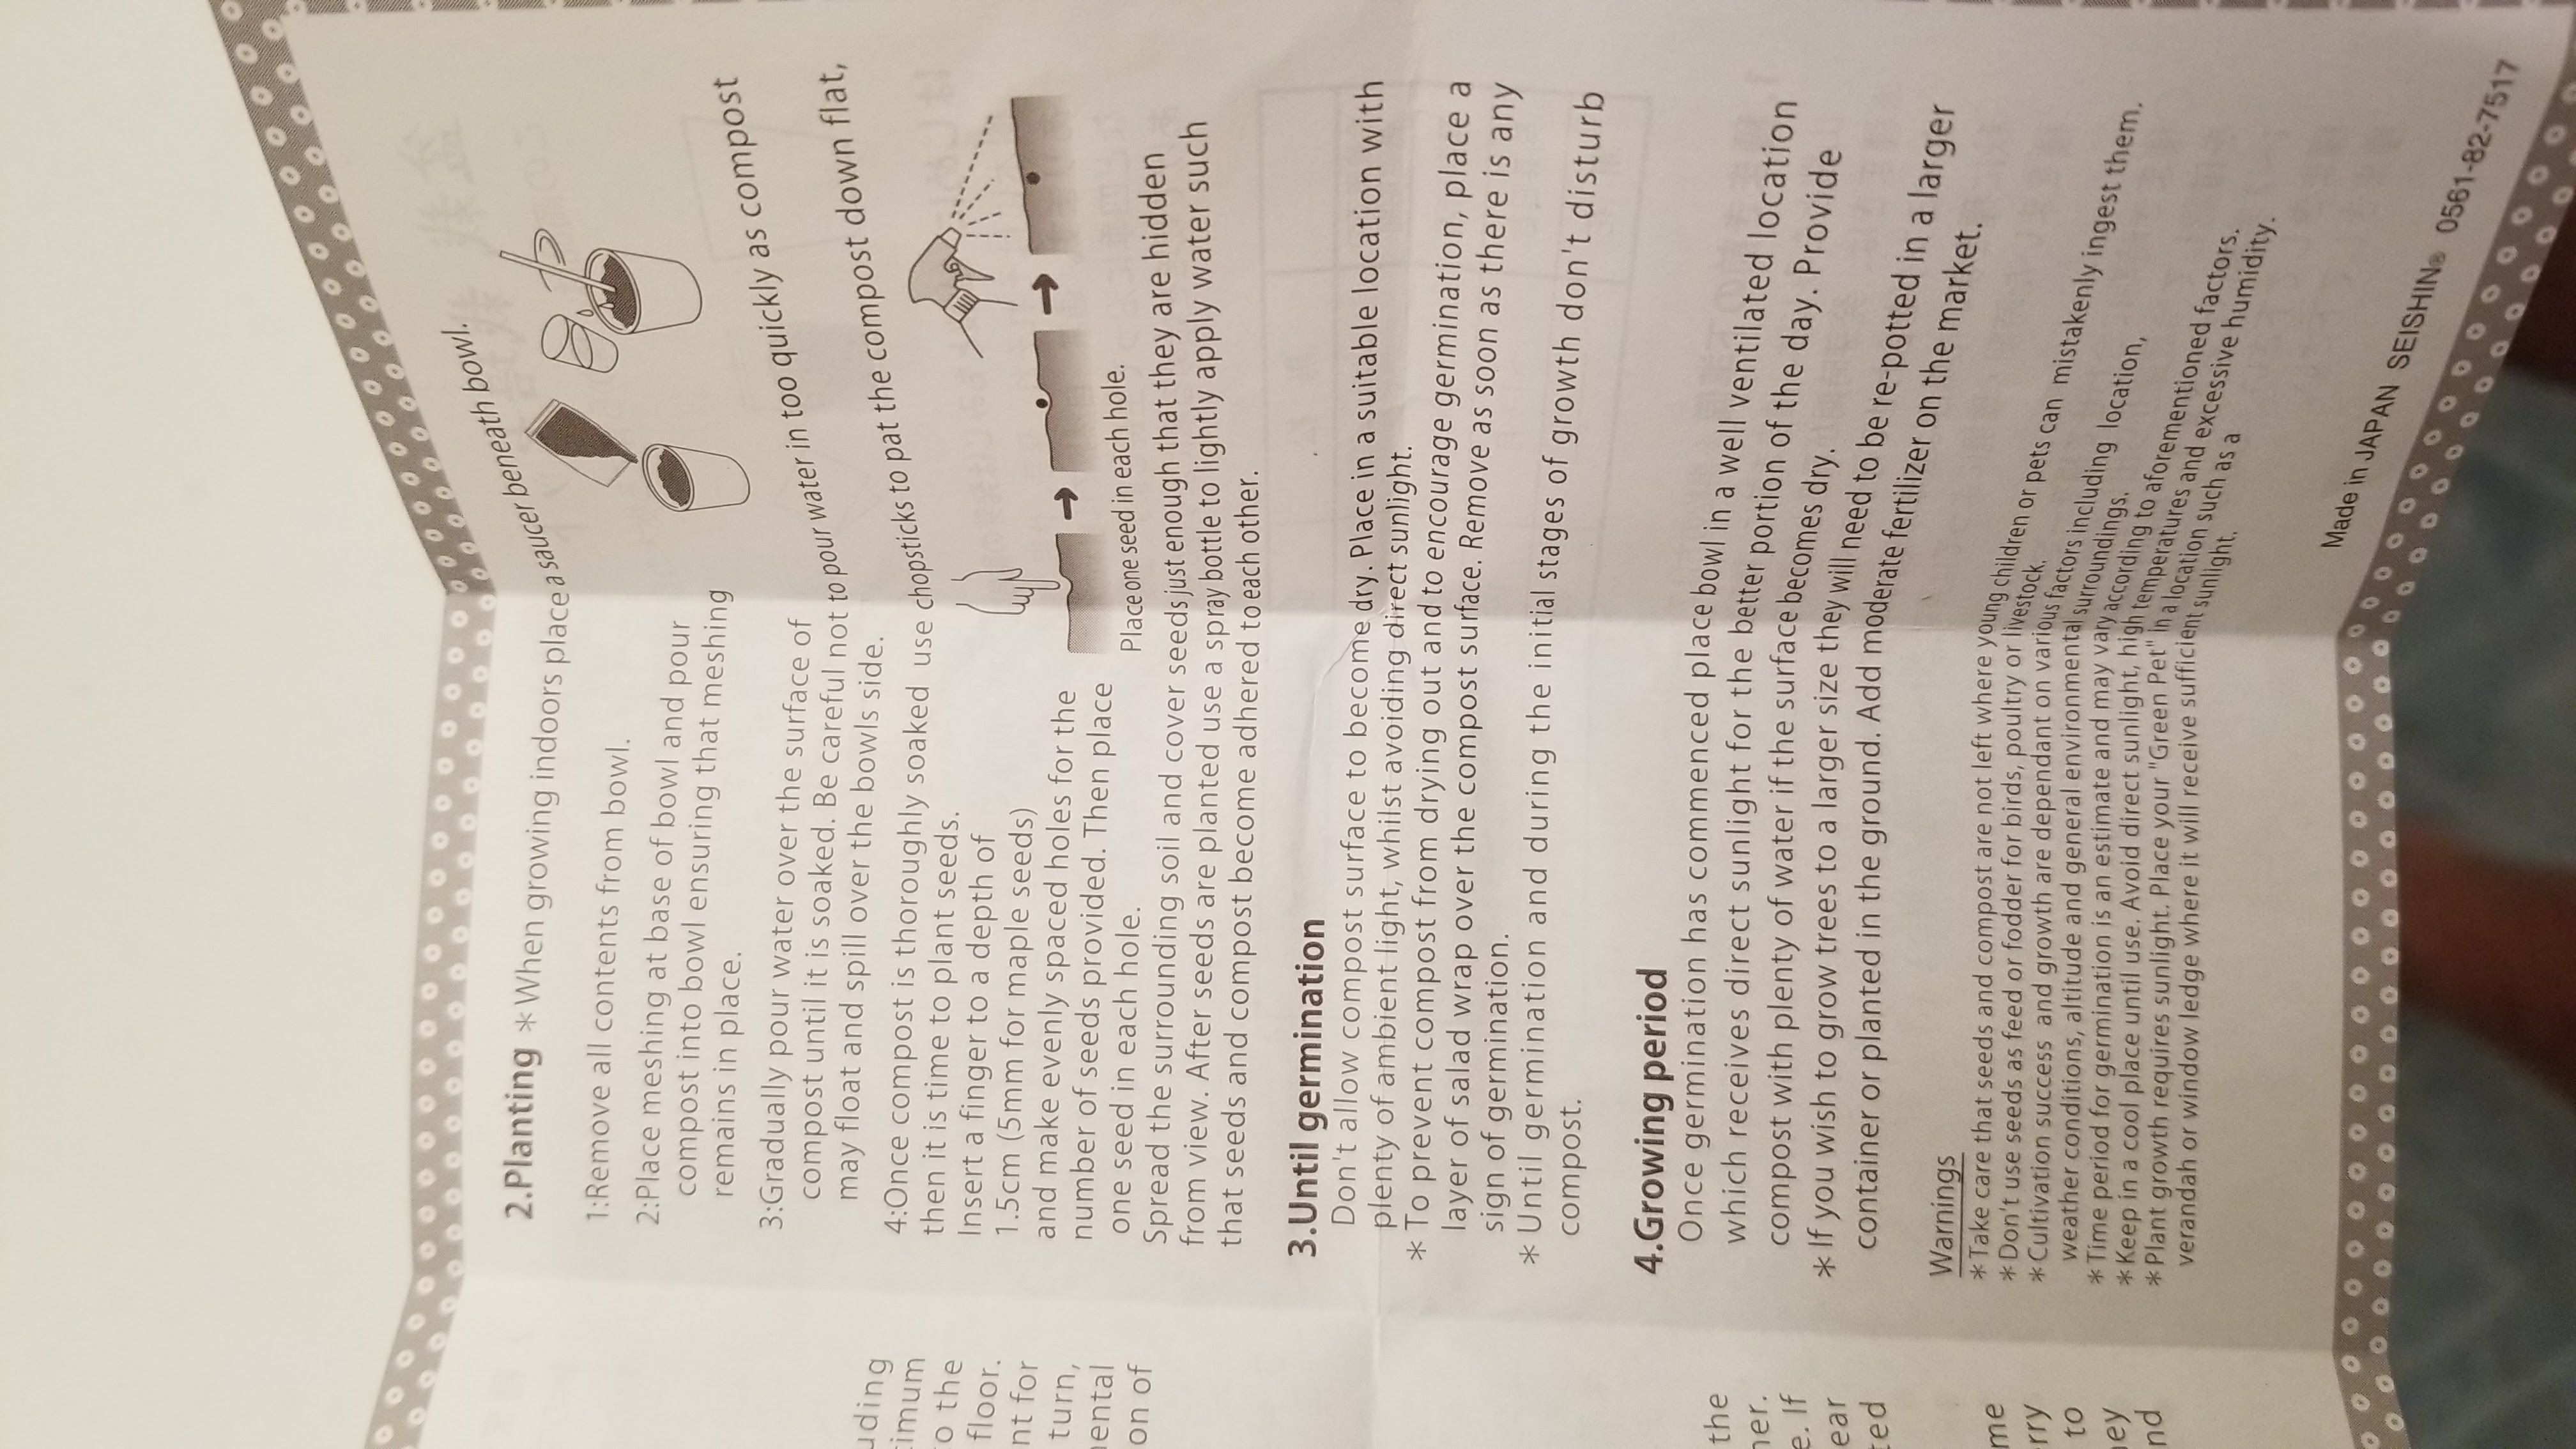 uding
timum
to the
floor.
nt for
turn,
mental
on of
the
her.
e. If
ear
ted
me
rry
to
hey
nd
2.Planting *When growing indoors place a saucer beneath bowl.
1:Remove all contents from bowl.
2:Place meshing at base of bowl and pour
compost into bowl ensuring that meshing
remains in place.
3:Gradually pour water over the surface of
compost until it is soaked. Be careful not to pour water in too quickly as compost
may float and spill over the bowls side.
4:Once compost is thoroughly soaked use chopsticks to pat the compost down flat,
then it is time to plant seeds.
Insert a finger to a depth of
1.5cm (5mm for maple seeds)
and make evenly spaced holes for the
number of seeds provided. Then place
one seed in each hole.
Place one seed in each hole.
Spread the surrounding soil and cover seeds just enough that they are hidden
from view. After seeds are planted use a spray bottle to lightly apply water such
that seeds and compost become adhered to each other.
3.Until germination
Don't allow compost surface to become dry. Place in a suitable location with
plenty of ambient light, whilst avoiding direct sunlight.
*To prevent compost from drying out and to encourage germination, place a
layer of salad wrap over the compost surface. Remove as soon as there is any
sign of germination.
*Until germination and during the initial stages of growth don't disturb
compost.
4.Growing period
Once germination has commenced place bowl in a well ventilated location
which receives direct sunlight for the better portion of the day. Provide
compost with plenty of water if the surface becomes dry.
*If you wish to grow trees to a larger size they will need to be re-potted in a larger
container or planted in the ground. Add moderate fertilizer on the market.
Warnings
*Take care that seeds and compost are not left where young children or pets can mistakenly ingest them.
*Don't use seeds as feed or fodder for birds, poultry or livestock.
*Cultivation success and growth are dependant on various factors including location,
weather conditions, altitude and general environmental surroundings.
*Time period for germination is an estimate and may vary according to aforementioned factors.
*Keep in a cool place until use. Avoid direct sunlight, high temperatures and excessive humidity.
*Plant growth requires sunlight. Place your "Green Pet" in a location such as a
verandah or window ledge where it will receive sufficient sunlight.
Made in JAPAN SEISHIN® 0561-82-7517